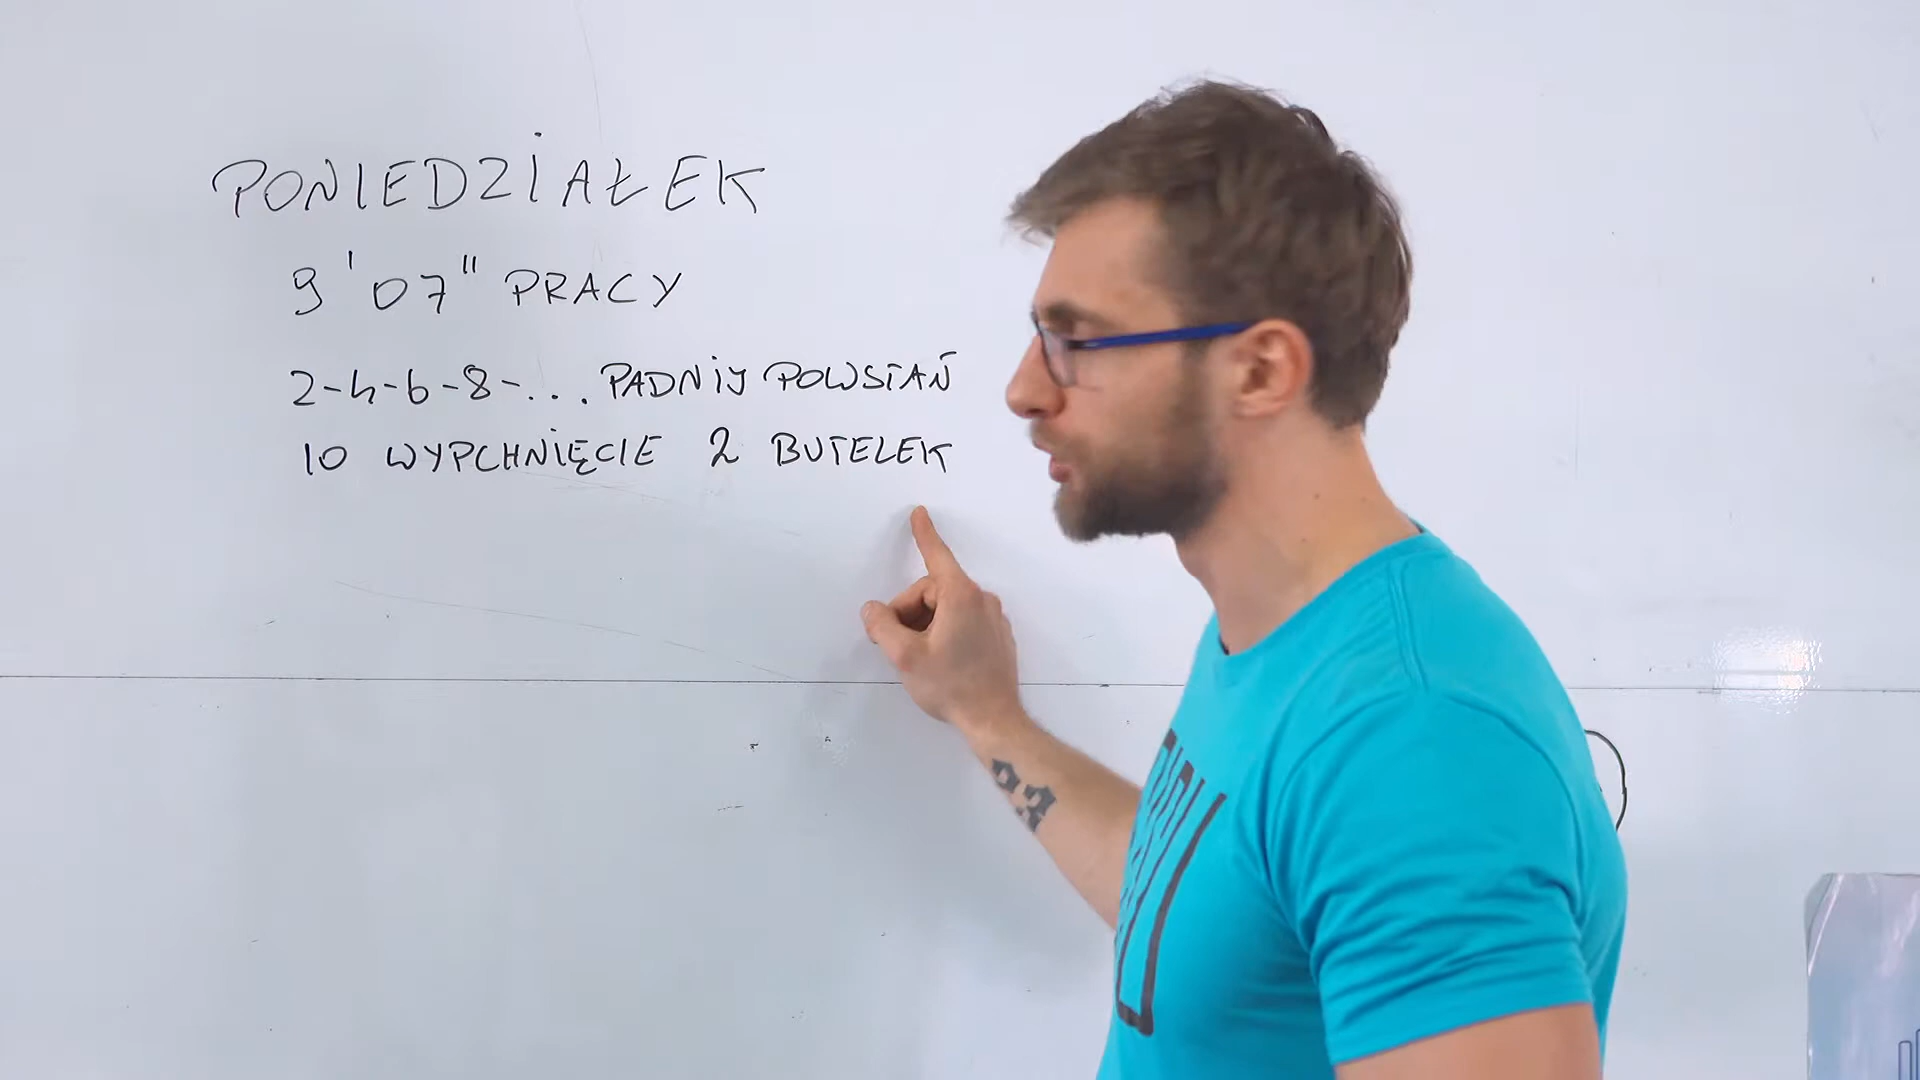 PONIEDZIAŁEK
9'07" PRACY
2-4-6-8-... PADNIJ POWSTAŃ
10 WYPCHNIĘCIE 2 BUTELEK